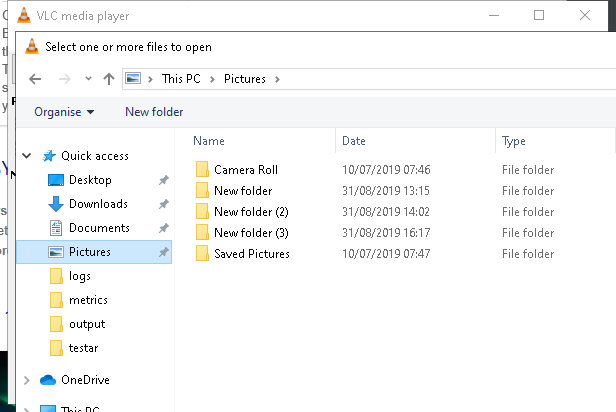 VLC media player
Select one or more files to open
This PC > Pictures >
Organise New folder
Name Date Type
Quick access
Desktop
Downloads
Documents
Pictures
logs
metrics
output
testar
OneDrive
This PC
Camera Roll 10/07/2019 07:46 File folder
New folder 31/08/2019 13:15 File folder
New folder (2) 31/08/2019 14:02 File folder
New folder (3) 31/08/2019 16:17 File folder
Saved Pictures 10/07/2019 07:47 File folder